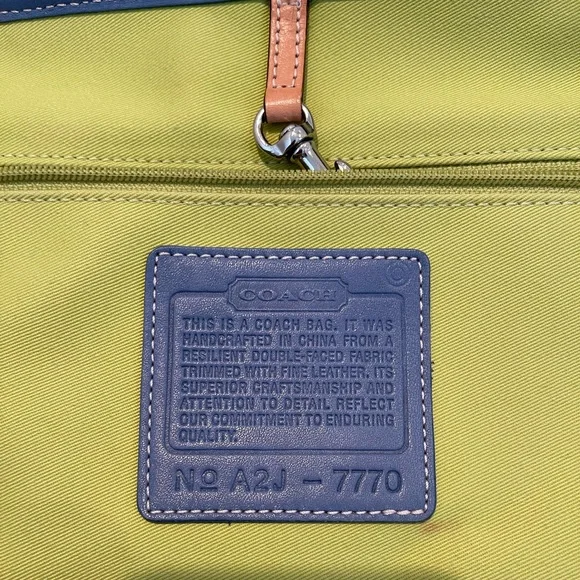 COACH
THIS IS A COACH BAG. IT WAS
HANDCRAFTED IN CHINA FROM A
RESILIENT DOUBLE-FACED FABRIC
TRIMMED WITH FINE LEATHER. ITS
SUPERIOR CRAFTSMANSHIP AND
ATTENTION TO DETAIL REFLECT
OUR COMMITMENT TO ENDURING
QUALITY.
No A2J - 7770